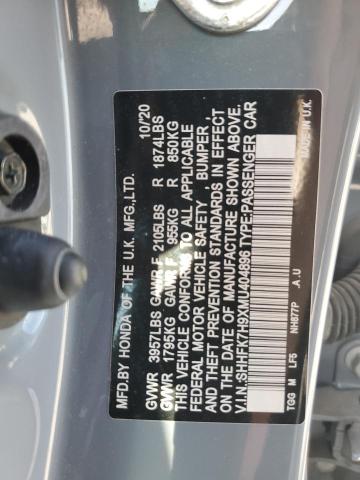 MFD.BY HONDA OF THE U.K. MFG.,LTD. 10/'20
GVWR 3957LBS GAWR F 2105LBS R 1874LBS
GVWR 1795KG GAWR F 955KG R 850KG
THIS VEHICLE CONFORMS TO ALL APPLICABLE
FEDERAL MOTOR VEHICLE SAFETY , BUMPER ,
AND THEFT PREVENTION STANDARDS IN EFFECT
ON THE DATE OF MANUFACTURE SHOWN ABOVE.
V.I.N.:SHHFK7H9XMU404896 TYPE:PASSENGER CAR
TGG M LF5 NH877P .A .U MADE IN U.K.